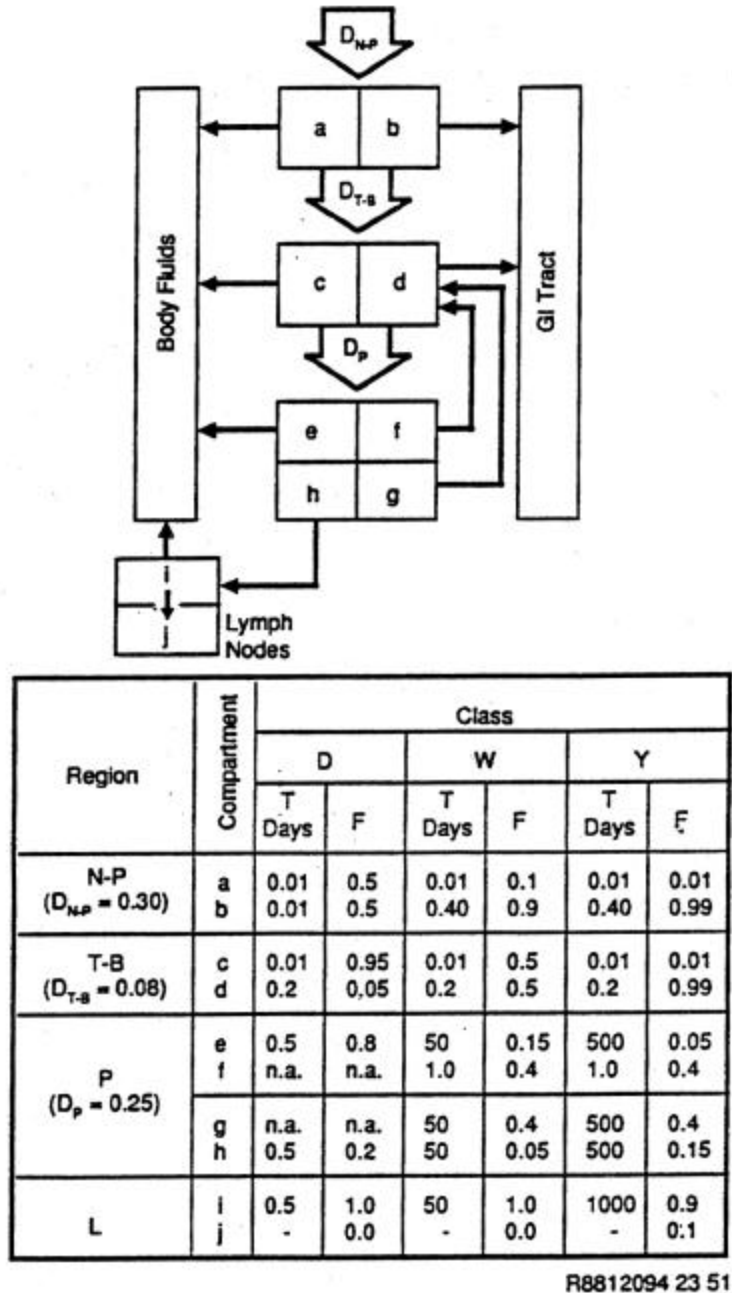 D_N-P
a b
D_T-B
Body Fluids
c d
GI Tract
D_P
e f
h g
i
j
Lymph
Nodes
Region Compartment Class
D W Y
T Days F T Days F T Days F
N-P a 0.01 0.5 0.01 0.1 0.01 0.01
(D_N-P = 0.30) b 0.01 0.5 0.40 0.9 0.40 0.99
T-B c 0.01 0.95 0.01 0.5 0.01 0.01
(D_T-B = 0.08) d 0.2 0.05 0.2 0.5 0.2 0.99
P e 0.5 0.8 50 0.15 500 0.05
(D_P = 0.25) f n.a. n.a. 1.0 0.4 1.0 0.4
g n.a. n.a. 50 0.4 500 0.4
h 0.5 0.2 50 0.05 500 0.15
L i 0.5 1.0 50 1.0 1000 0.9
j - 0.0 - 0.0 - 0.1
R8812094 23 51